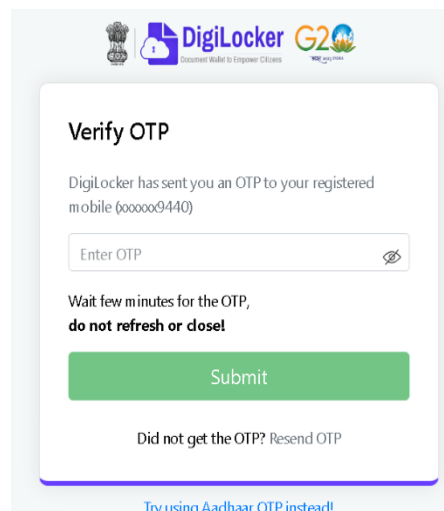 DigiLocker G20
Document Wallet to Empower Citizens
Verify OTP
DigiLocker has sent you an OTP to your registered
mobile (xxxxxx9440)
Enter OTP
Wait few minutes for the OTP,
do not refresh or close!
Submit
Did not get the OTP? Resend OTP
Try using Aadhaar OTP instead!